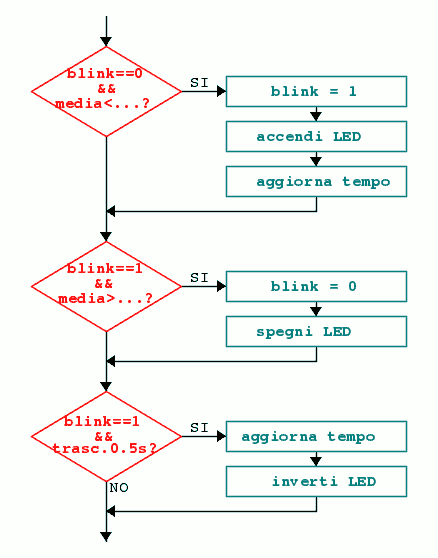 blink==0
&&
media<...?
SI
blink = 1
accendi LED
aggiorna tempo
blink==1
&&
media>...?
SI
blink = 0
spegni LED
blink==1
&&
trasc.0.5s?
SI
aggiorna tempo
inverti LED
NO